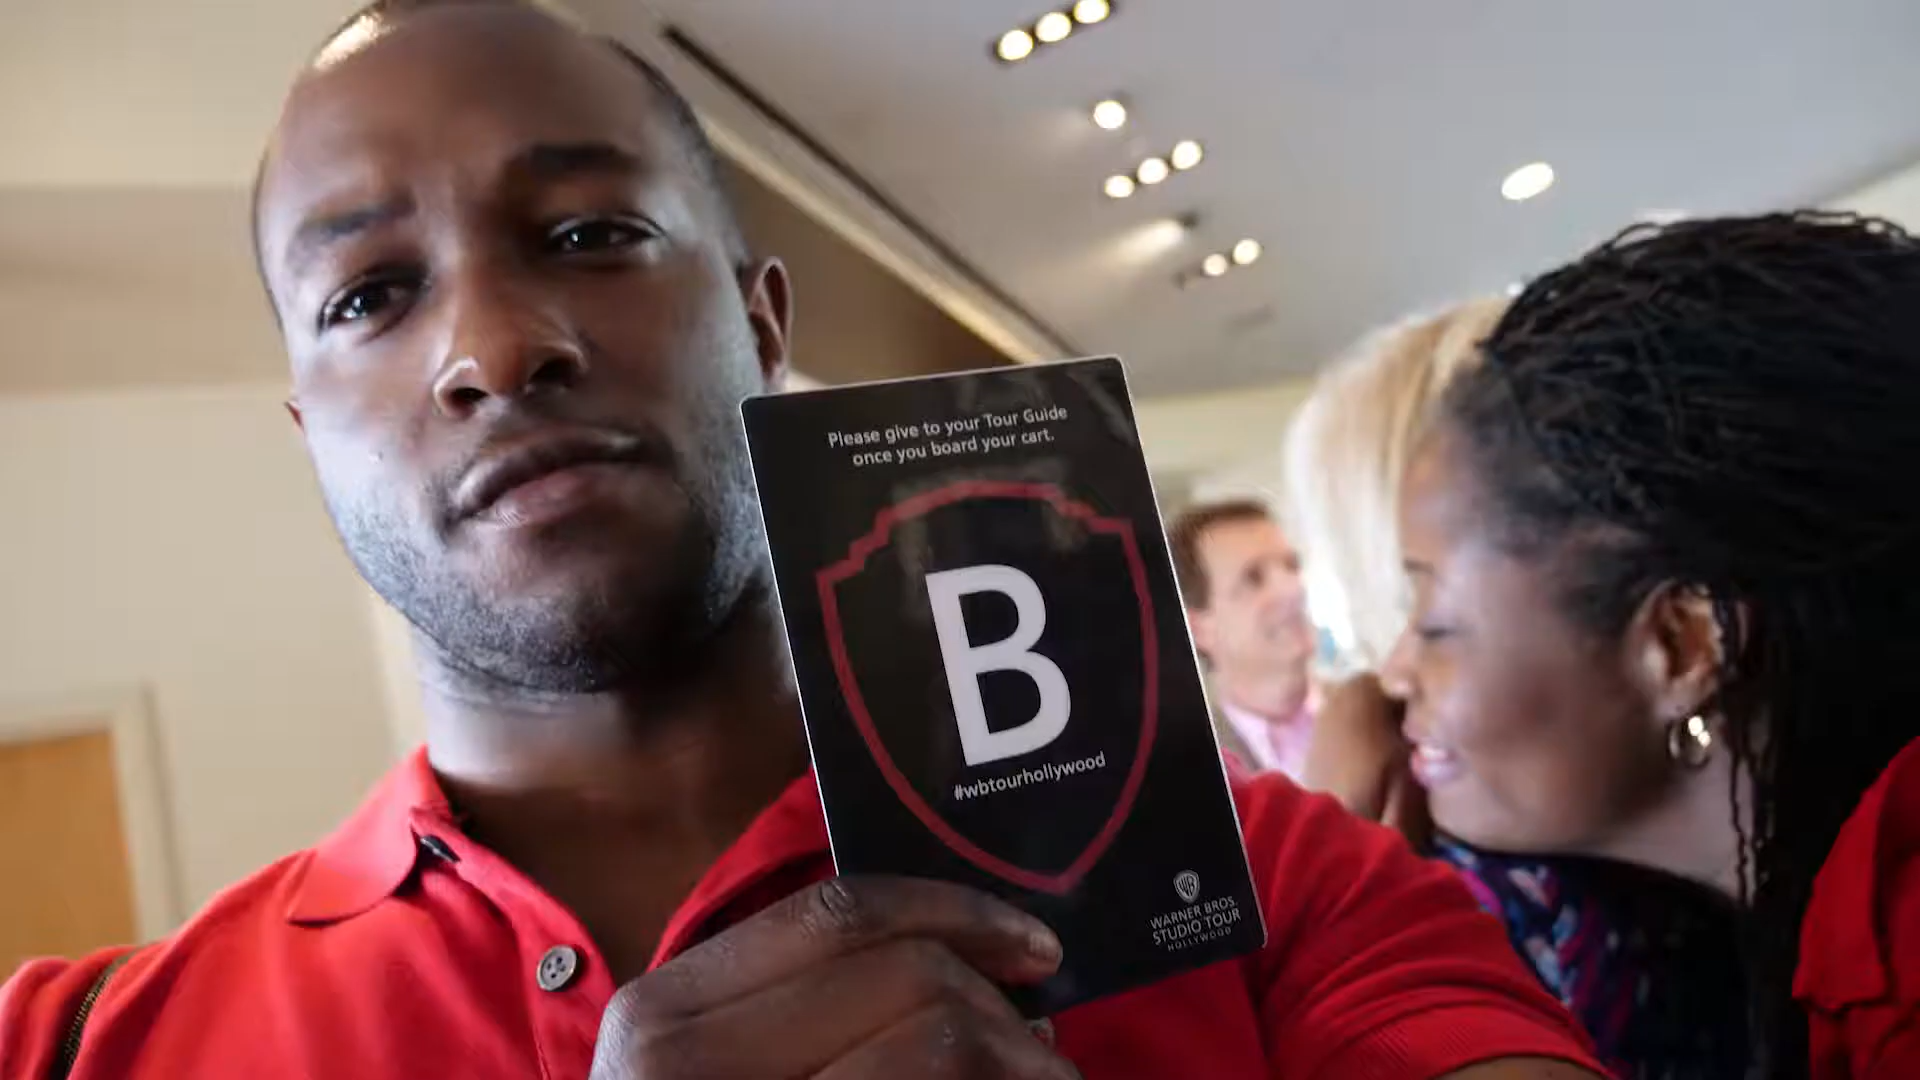 Please give to your Tour Guide
once you board your cart.
B
#wbtourhollywood
WB
WARNER BROS.
STUDIO TOUR
HOLLYWOOD